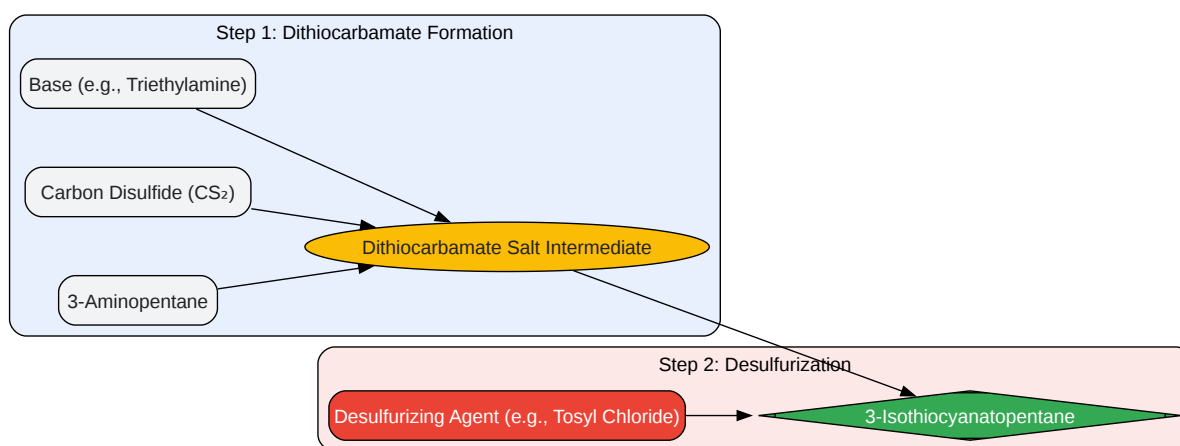 Step 1: Dithiocarbamate Formation
Base (e.g., Triethylamine)
Carbon Disulfide (CS₂)
Dithiocarbamate Salt Intermediate
3-Aminopentane
Step 2: Desulfurization
Desulfurizing Agent (e.g., Tosyl Chloride)
3-Isothiocyanatopentane